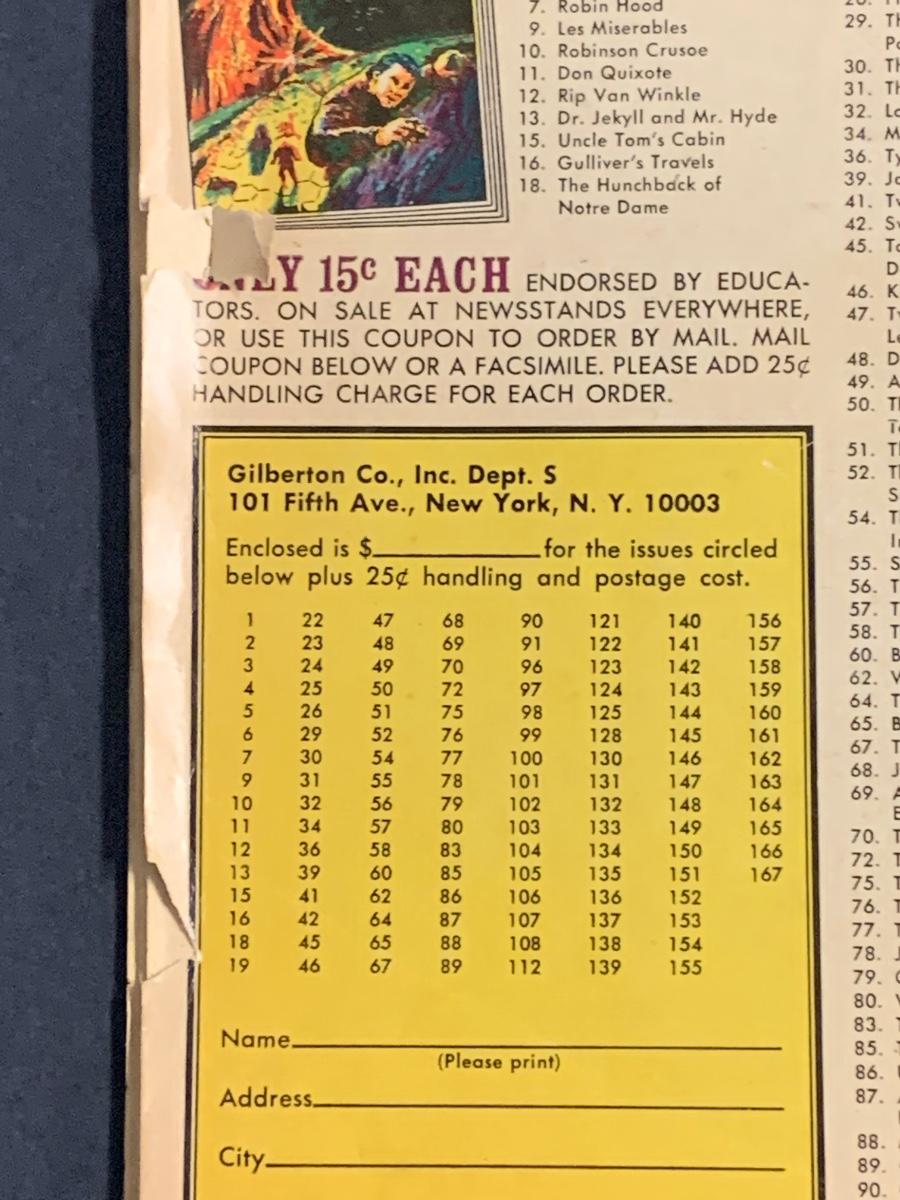 7. Robin Hood
9. Les Miserables
10. Robinson Crusoe
11. Don Quixote
12. Rip Van Winkle
13. Dr. Jekyll and Mr. Hyde
15. Uncle Tom's Cabin
16. Gulliver's Travels
18. The Hunchback of
Notre Dame
ONLY 15¢ EACH ENDORSED BY EDUCA-
TORS. ON SALE AT NEWSSTANDS EVERYWHERE,
OR USE THIS COUPON TO ORDER BY MAIL. MAIL
COUPON BELOW OR A FACSIMILE. PLEASE ADD 25¢
HANDLING CHARGE FOR EACH ORDER.
Gilberton Co., Inc. Dept. S
101 Fifth Ave., New York, N. Y. 10003
Enclosed is $____________for the issues circled
below plus 25¢ handling and postage cost.
1 22 47 68 90 121 140 156
2 23 48 69 91 122 141 157
3 24 49 70 96 123 142 158
4 25 50 72 97 124 143 159
5 26 51 75 98 125 144 160
6 29 52 76 99 128 145 161
7 30 54 77 100 130 146 162
9 31 55 78 101 131 147 163
10 32 56 79 102 132 148 164
11 34 57 80 103 133 149 165
12 36 58 83 104 134 150 166
13 39 60 85 105 135 151 167
15 41 62 86 106 136 152
16 42 64 87 107 137 153
18 45 65 88 108 138 154
19 46 67 89 112 139 155
Name
(Please print)
Address
City
29.
30.
31.
32.
34.
36.
39.
41.
42.
45.
46.
47.
48.
49.
50.
51.
52.
54.
55.
56.
57.
58.
60.
62.
64.
65.
67.
68.
69.
70.
72.
75.
76.
77.
78.
79.
80.
83.
85.
86.
87.
88.
89.
90.